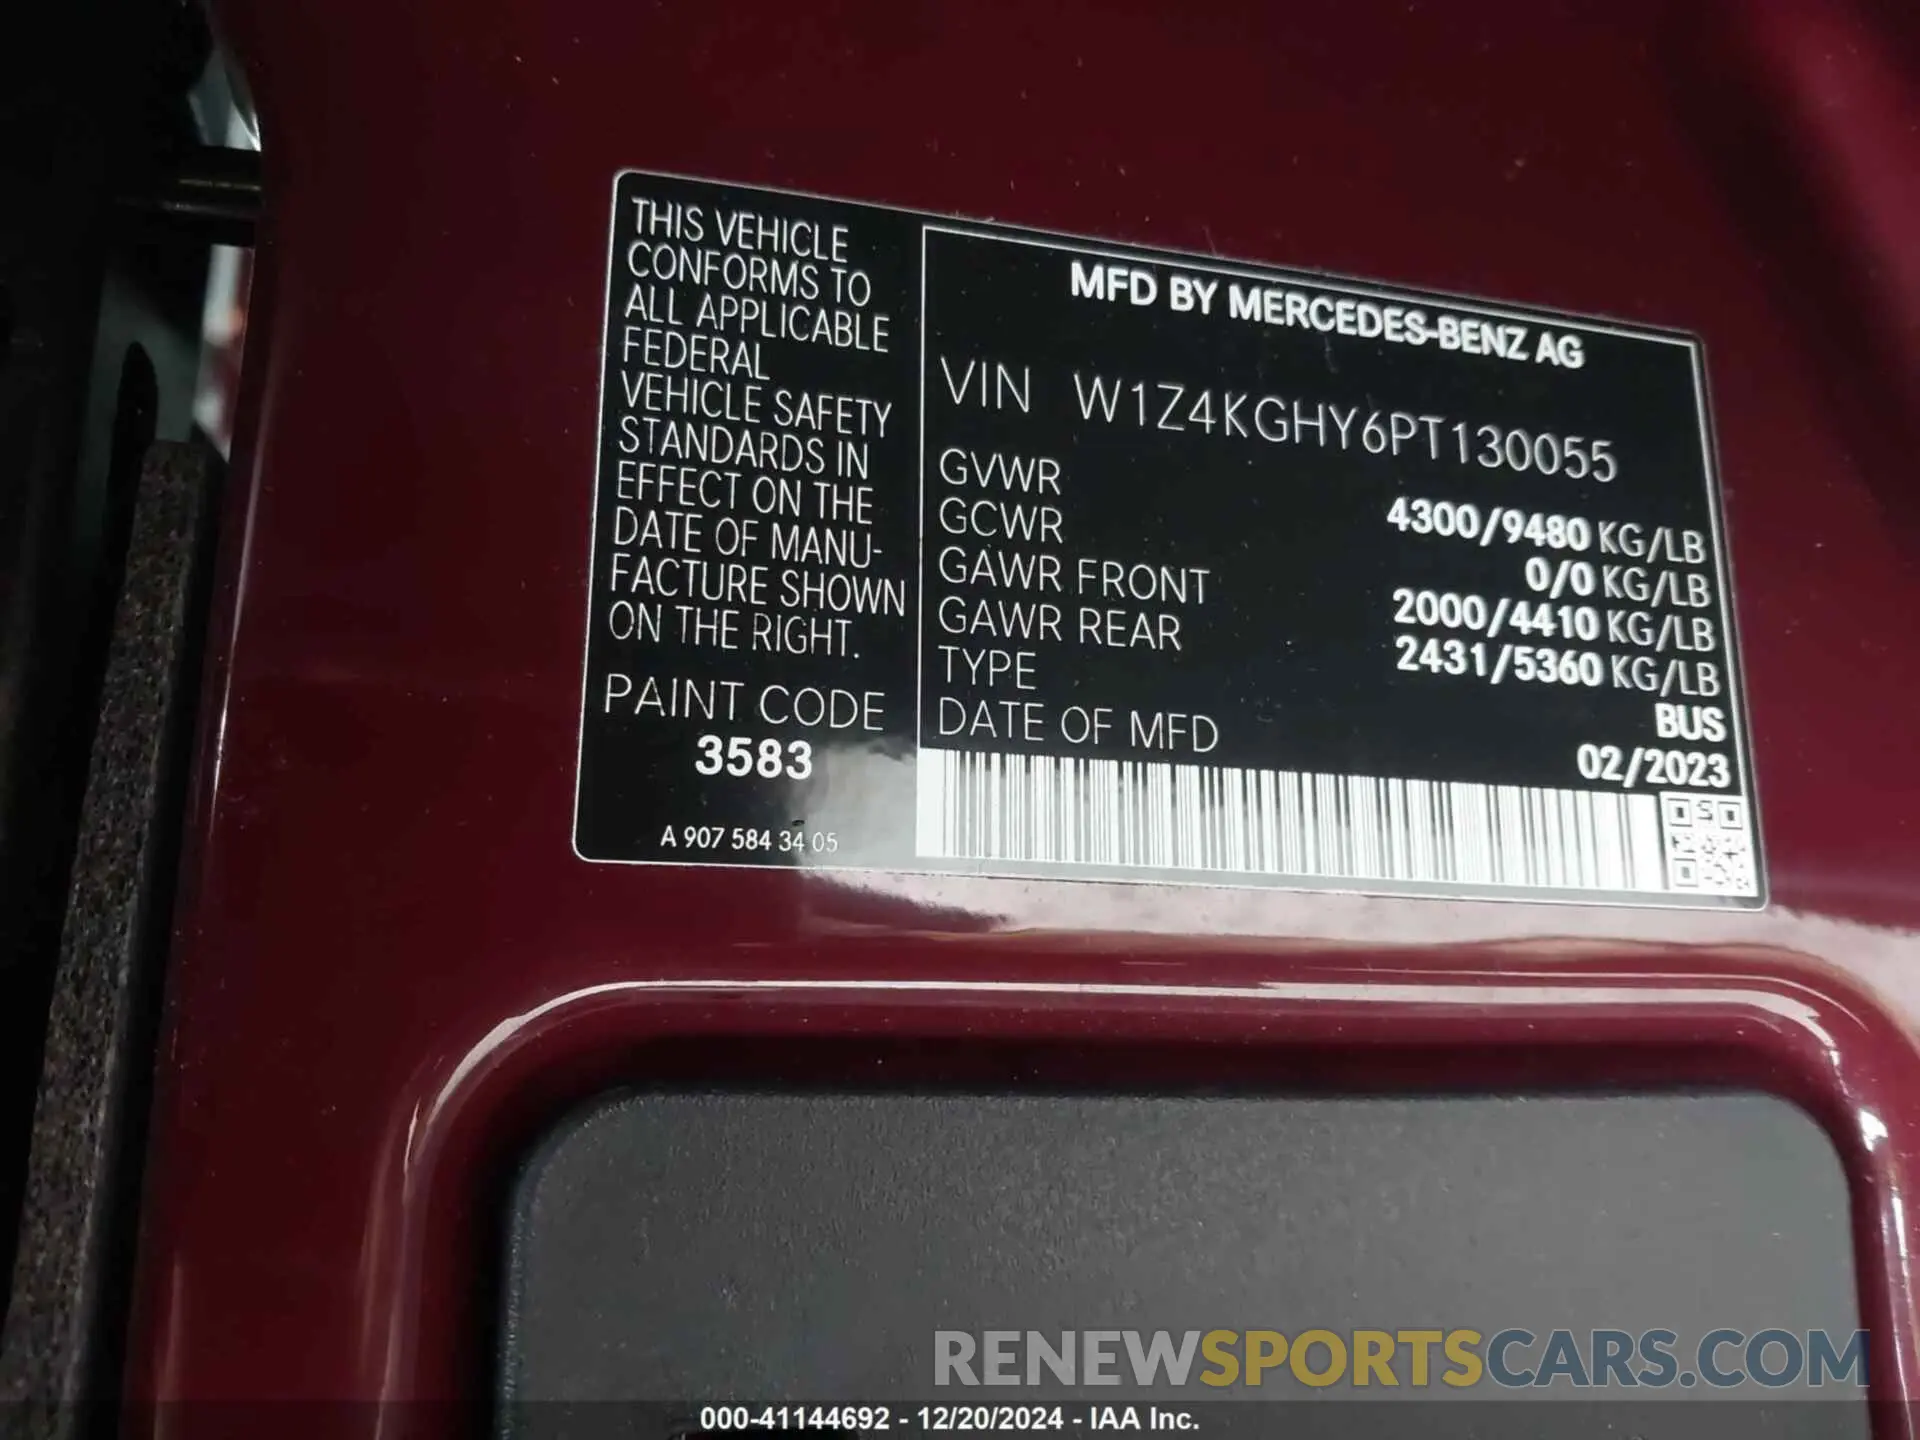 THIS VEHICLE
CONFORMS TO
ALL APPLICABLE
FEDERAL
VEHICLE SAFETY
STANDARDS IN
EFFECT ON THE
DATE OF MANU-
FACTURE SHOWN
ON THE RIGHT.
PAINT CODE
3583
A 907 584 34 05
MFD BY MERCEDES-BENZ AG
VIN W1Z4KGHY6PT130055
GVWR 4300/9480 KG/LB
GCWR 0/0 KG/LB
GAWR FRONT 2000/4410 KG/LB
GAWR REAR 2431/5360 KG/LB
TYPE BUS
DATE OF MFD 02/2023
RENEWSPORTSCARS.COM
000-41144692 - 12/20/2024 - IAA Inc.